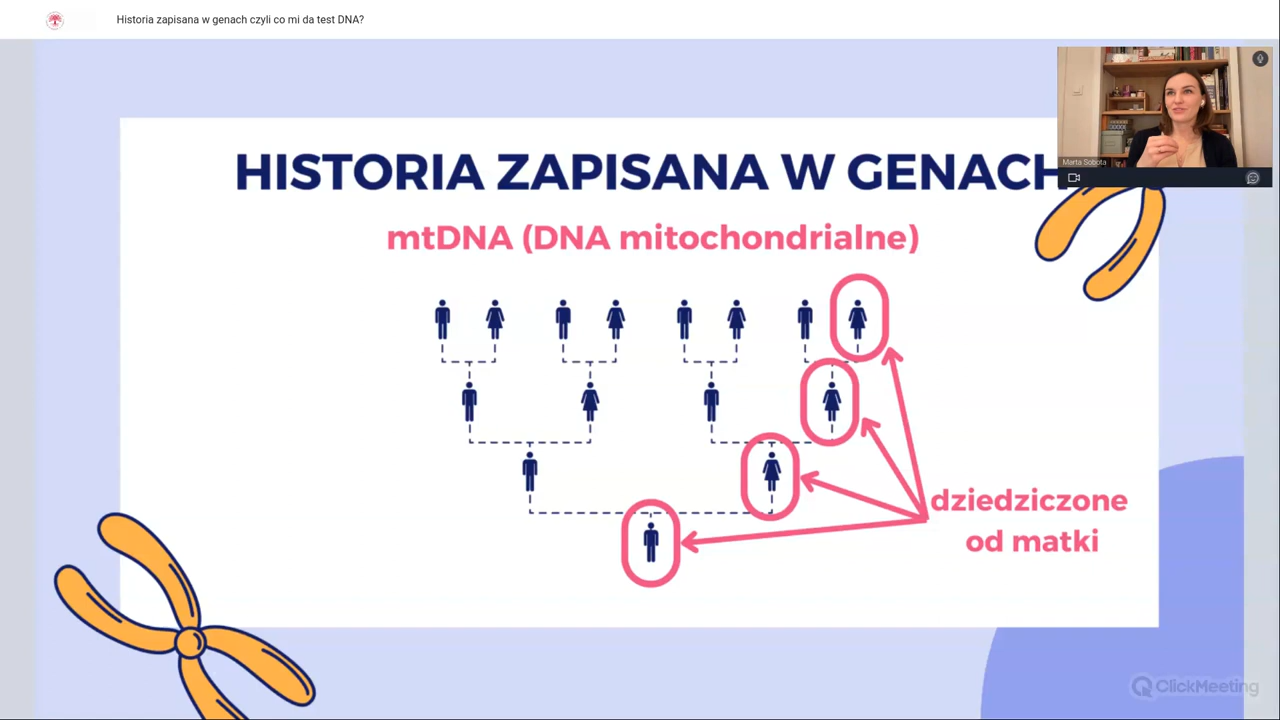 Historia zapisana w genach czyli co mi da test DNA?
Marta Sobota
HISTORIA ZAPISANA W GENACH
mtDNA (DNA mitochondrialne)
dziedziczone
od matki
ClickMeeting